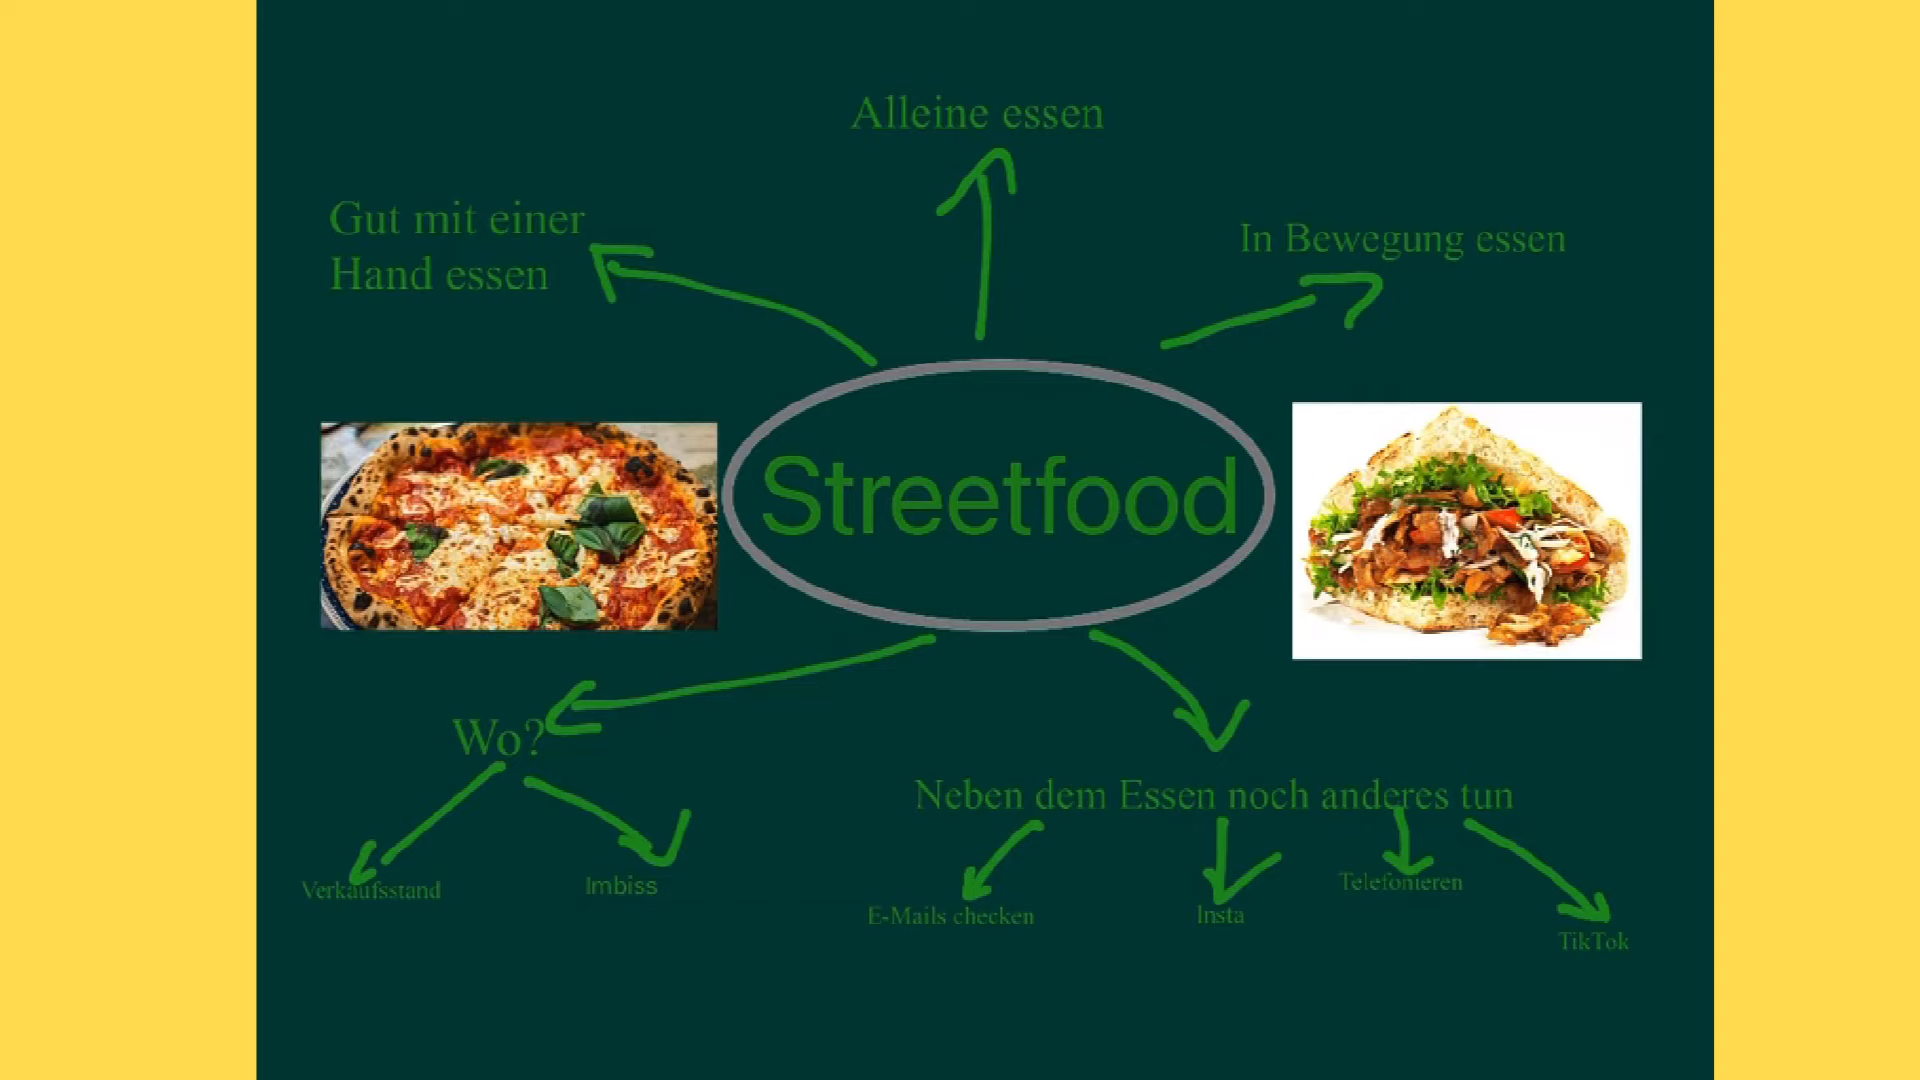 Alleine essen
Gut mit einer
Hand essen
In Bewegung essen
Streetfood
Wo?
Neben dem Essen noch anderes tun
Verkaufsstand
Imbiss
E-Mails checken
Insta
Telefonieren
TikTok